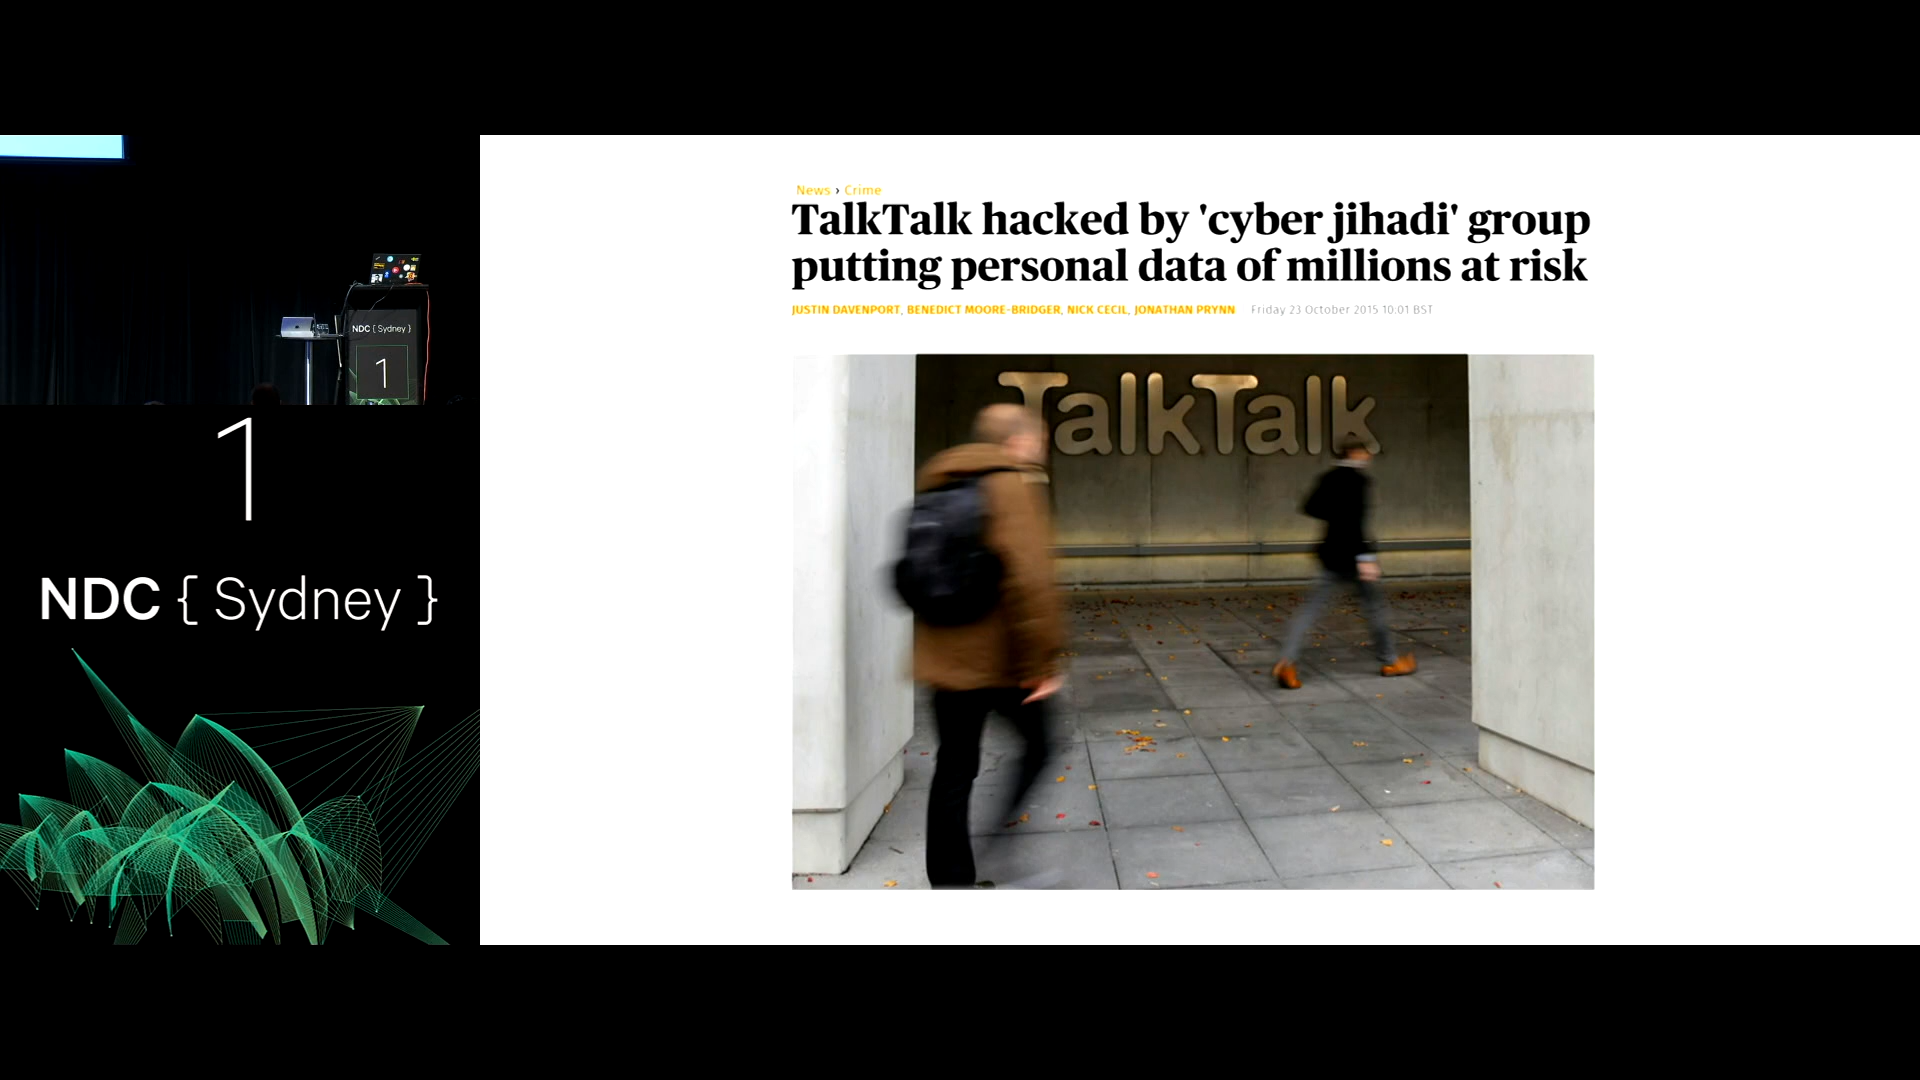 News › Crime
TalkTalk hacked by 'cyber jihadi' group
putting personal data of millions at risk
JUSTIN DAVENPORT, BENEDICT MOORE-BRIDGER, NICK CECIL, JONATHAN PRYNN Friday 23 October 2015 10:01 BST
TalkTalk
NDC { Sydney }
1
1
NDC { Sydney }